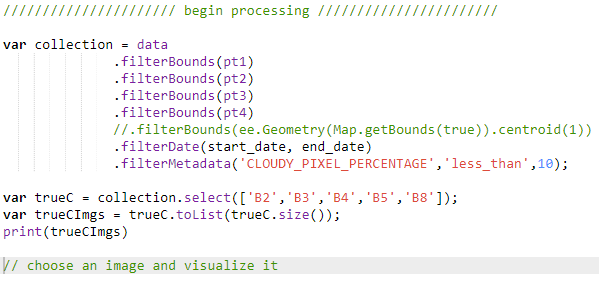 ////////////////////// begin processing ///////////////////////
var collection = data
.filterBounds(pt1)
.filterBounds(pt2)
.filterBounds(pt3)
.filterBounds(pt4)
//.filterBounds(ee.Geometry(Map.getBounds(true)).centroid(1))
.filterDate(start_date, end_date)
.filterMetadata('CLOUDY_PIXEL_PERCENTAGE','less_than',10);
var trueC = collection.select(['B2','B3','B4','B5','B8']);
var trueCImgs = trueC.toList(trueC.size());
print(trueCImgs)
// choose an image and visualize it